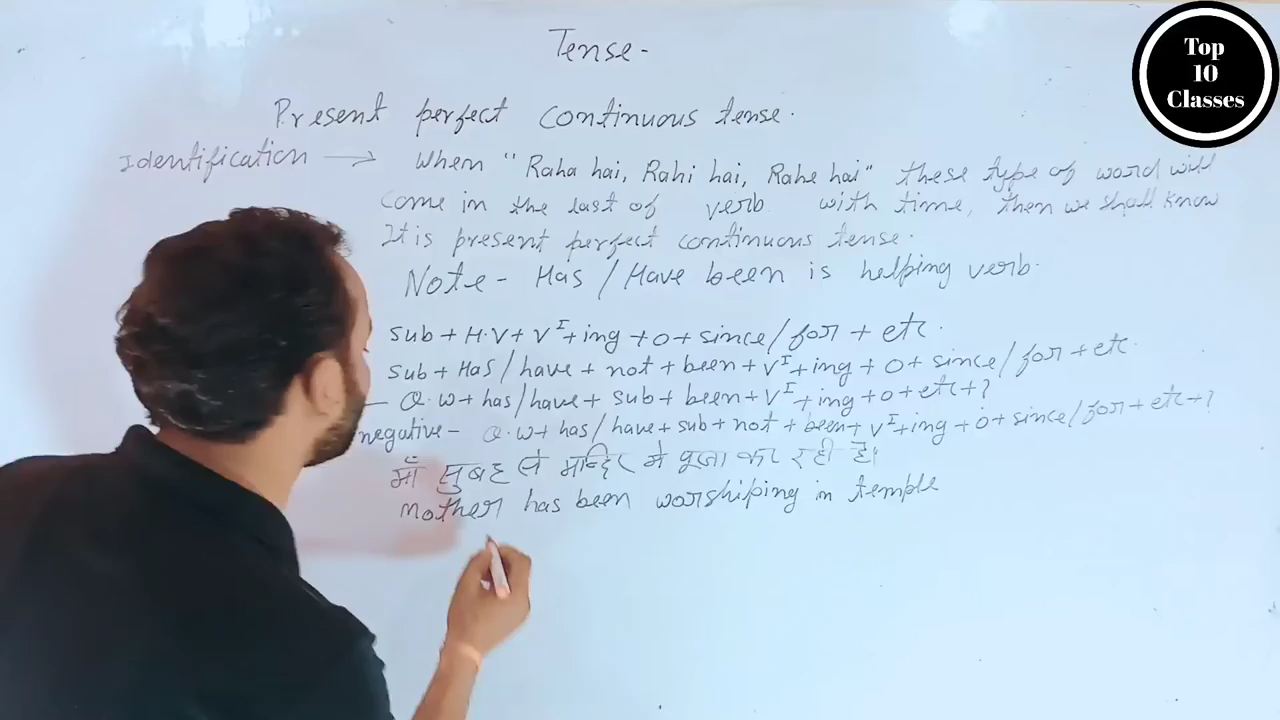 Top
10
Classes
Tense -
Present perfect continuous tense.
Identification → When "Raha hai, Rahi hai, Rahe hai" these type of word will
come in the last of verb with time, then we shall know
It is present perfect continuous tense.
Note - Has / Have been is helping verb.
Sub + H.V + V^I + ing + O + since / for + etc.
Sub + Has / have + not + been + V^I + ing + O + since / for + etc.
— Q.w + has / have + sub + been + V^I + ing + O + etc + ?
negative - Q.w + has / have + sub + not + been + V^I + ing + O + since / for + etc + ?
माँ सुबह से मन्दिर मे पूजा कर रही है।
Mother has been worshiping in temple